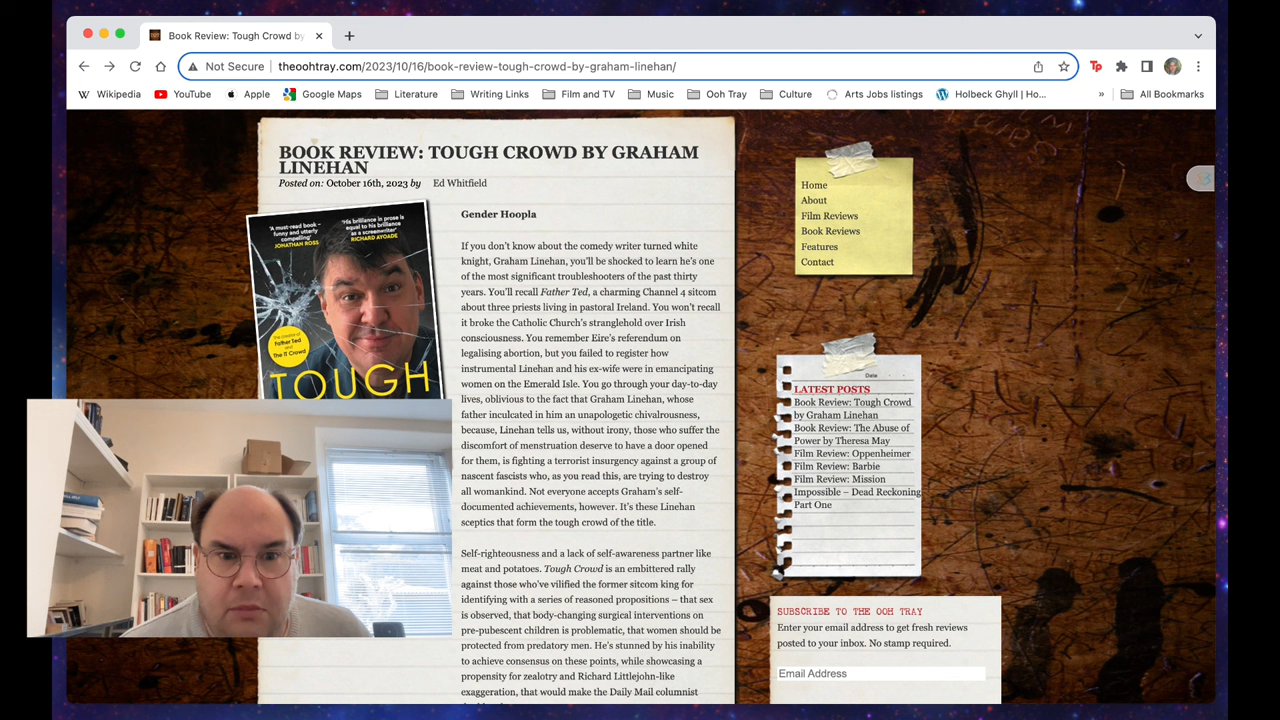 Book Review: Tough Crowd by
Not Secure
theoohtray.com/2023/10/16/book-review-tough-crowd-by-graham-linehan/
Tp
Wikipedia YouTube Apple Google Maps Literature Writing Links Film and TV Music Ooh Tray Culture Arts Jobs listings Holbeck Ghyll | Ho... » All Bookmarks
BOOK REVIEW: TOUGH CROWD BY GRAHAM
LINEHAN
Posted on: October 16th, 2023 by Ed Whitfield
'A must-read book –
funny and utterly
compelling'
JONATHAN ROSS
'His brilliance in prose is
equal to his brilliance
as a screenwriter'
RICHARD AYOADE
The creator of
Father Ted
and
The IT Crowd
TOUGH
Gender Hoopla
If you don't know about the comedy writer turned white
knight, Graham Linehan, you'll be shocked to learn he's one
of the most significant troubleshooters of the past thirty
years. You'll recall Father Ted, a charming Channel 4 sitcom
about three priests living in pastoral Ireland. You won't recall
it broke the Catholic Church's stranglehold over Irish
consciousness. You remember Eire's referendum on
legalising abortion, but you failed to register how
instrumental Linehan and his ex-wife were in emancipating
women on the Emerald Isle. You go through your day-to-day
lives, oblivious to the fact that Graham Linehan, whose
father inculcated in him an unapologetic chivalrousness,
because, Linehan tells us, without irony, those who suffer the
discomfort of menstruation deserve to have a door opened
for them, is fighting a terrorist insurgency against a group of
nascent fascists who, as you read this, are trying to destroy
all womankind. Not everyone accepts Graham's self-
documented achievements, however. It's these Linehan
sceptics that form the tough crowd of the title.
Self-righteousness and a lack of self-awareness partner like
meat and potatoes. Tough Crowd is an embittered rally
against those who've vilified the former sitcom king for
identifying with a series of reasoned propositions – that sex
is observed, that body-changing surgical interventions on
pre-pubescent children is problematic, that women should be
protected from predatory men. He's stunned by his inability
to achieve consensus on these points, while showcasing a
propensity for zealotry and Richard Littlejohn-like
exaggeration, that would make the Daily Mail columnist
Home
About
Film Reviews
Book Reviews
Features
Contact
Date
LATEST POSTS
Book Review: Tough Crowd
by Graham Linehan
Book Review: The Abuse of
Power by Theresa May
Film Review: Oppenheimer
Film Review: Barbie
Film Review: Mission
Impossible – Dead Reckoning
Part One
SUBSCRIBE TO THE OOH TRAY
Enter your email address to get fresh reviews
posted to your inbox. No stamp required.
Email Address